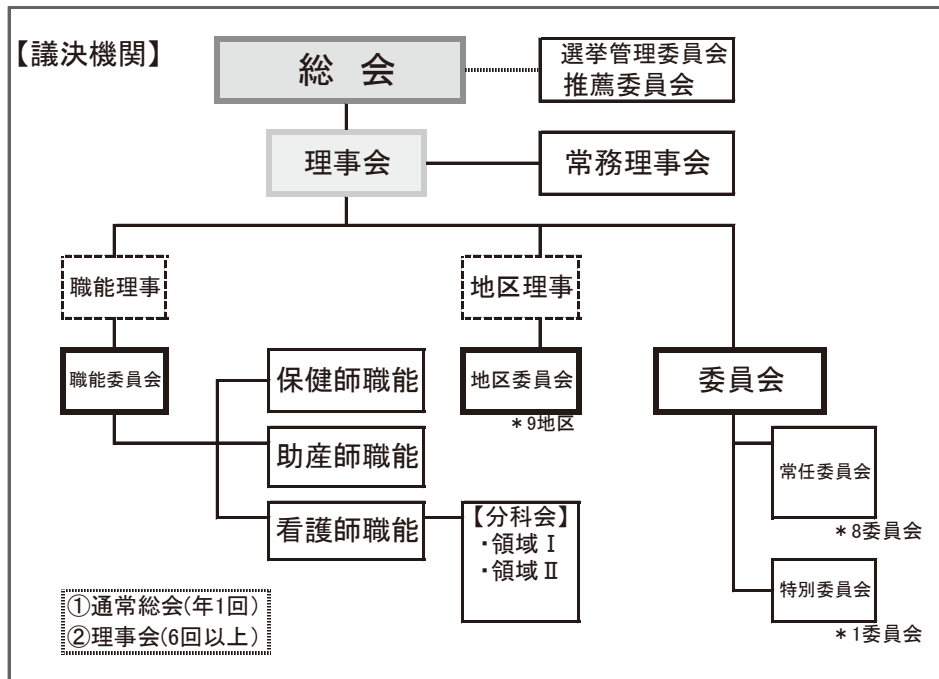 【議決機関】
総 会
選挙管理委員会
推薦委員会
理事会
常務理事会
職能理事
地区理事
職能委員会
保健師職能
地区委員会
委員会
＊9地区
助産師職能
常任委員会
＊8委員会
看護師職能
【分科会】
・領域Ⅰ
・領域Ⅱ
特別委員会
＊1委員会
①通常総会(年1回)
②理事会(6回以上)